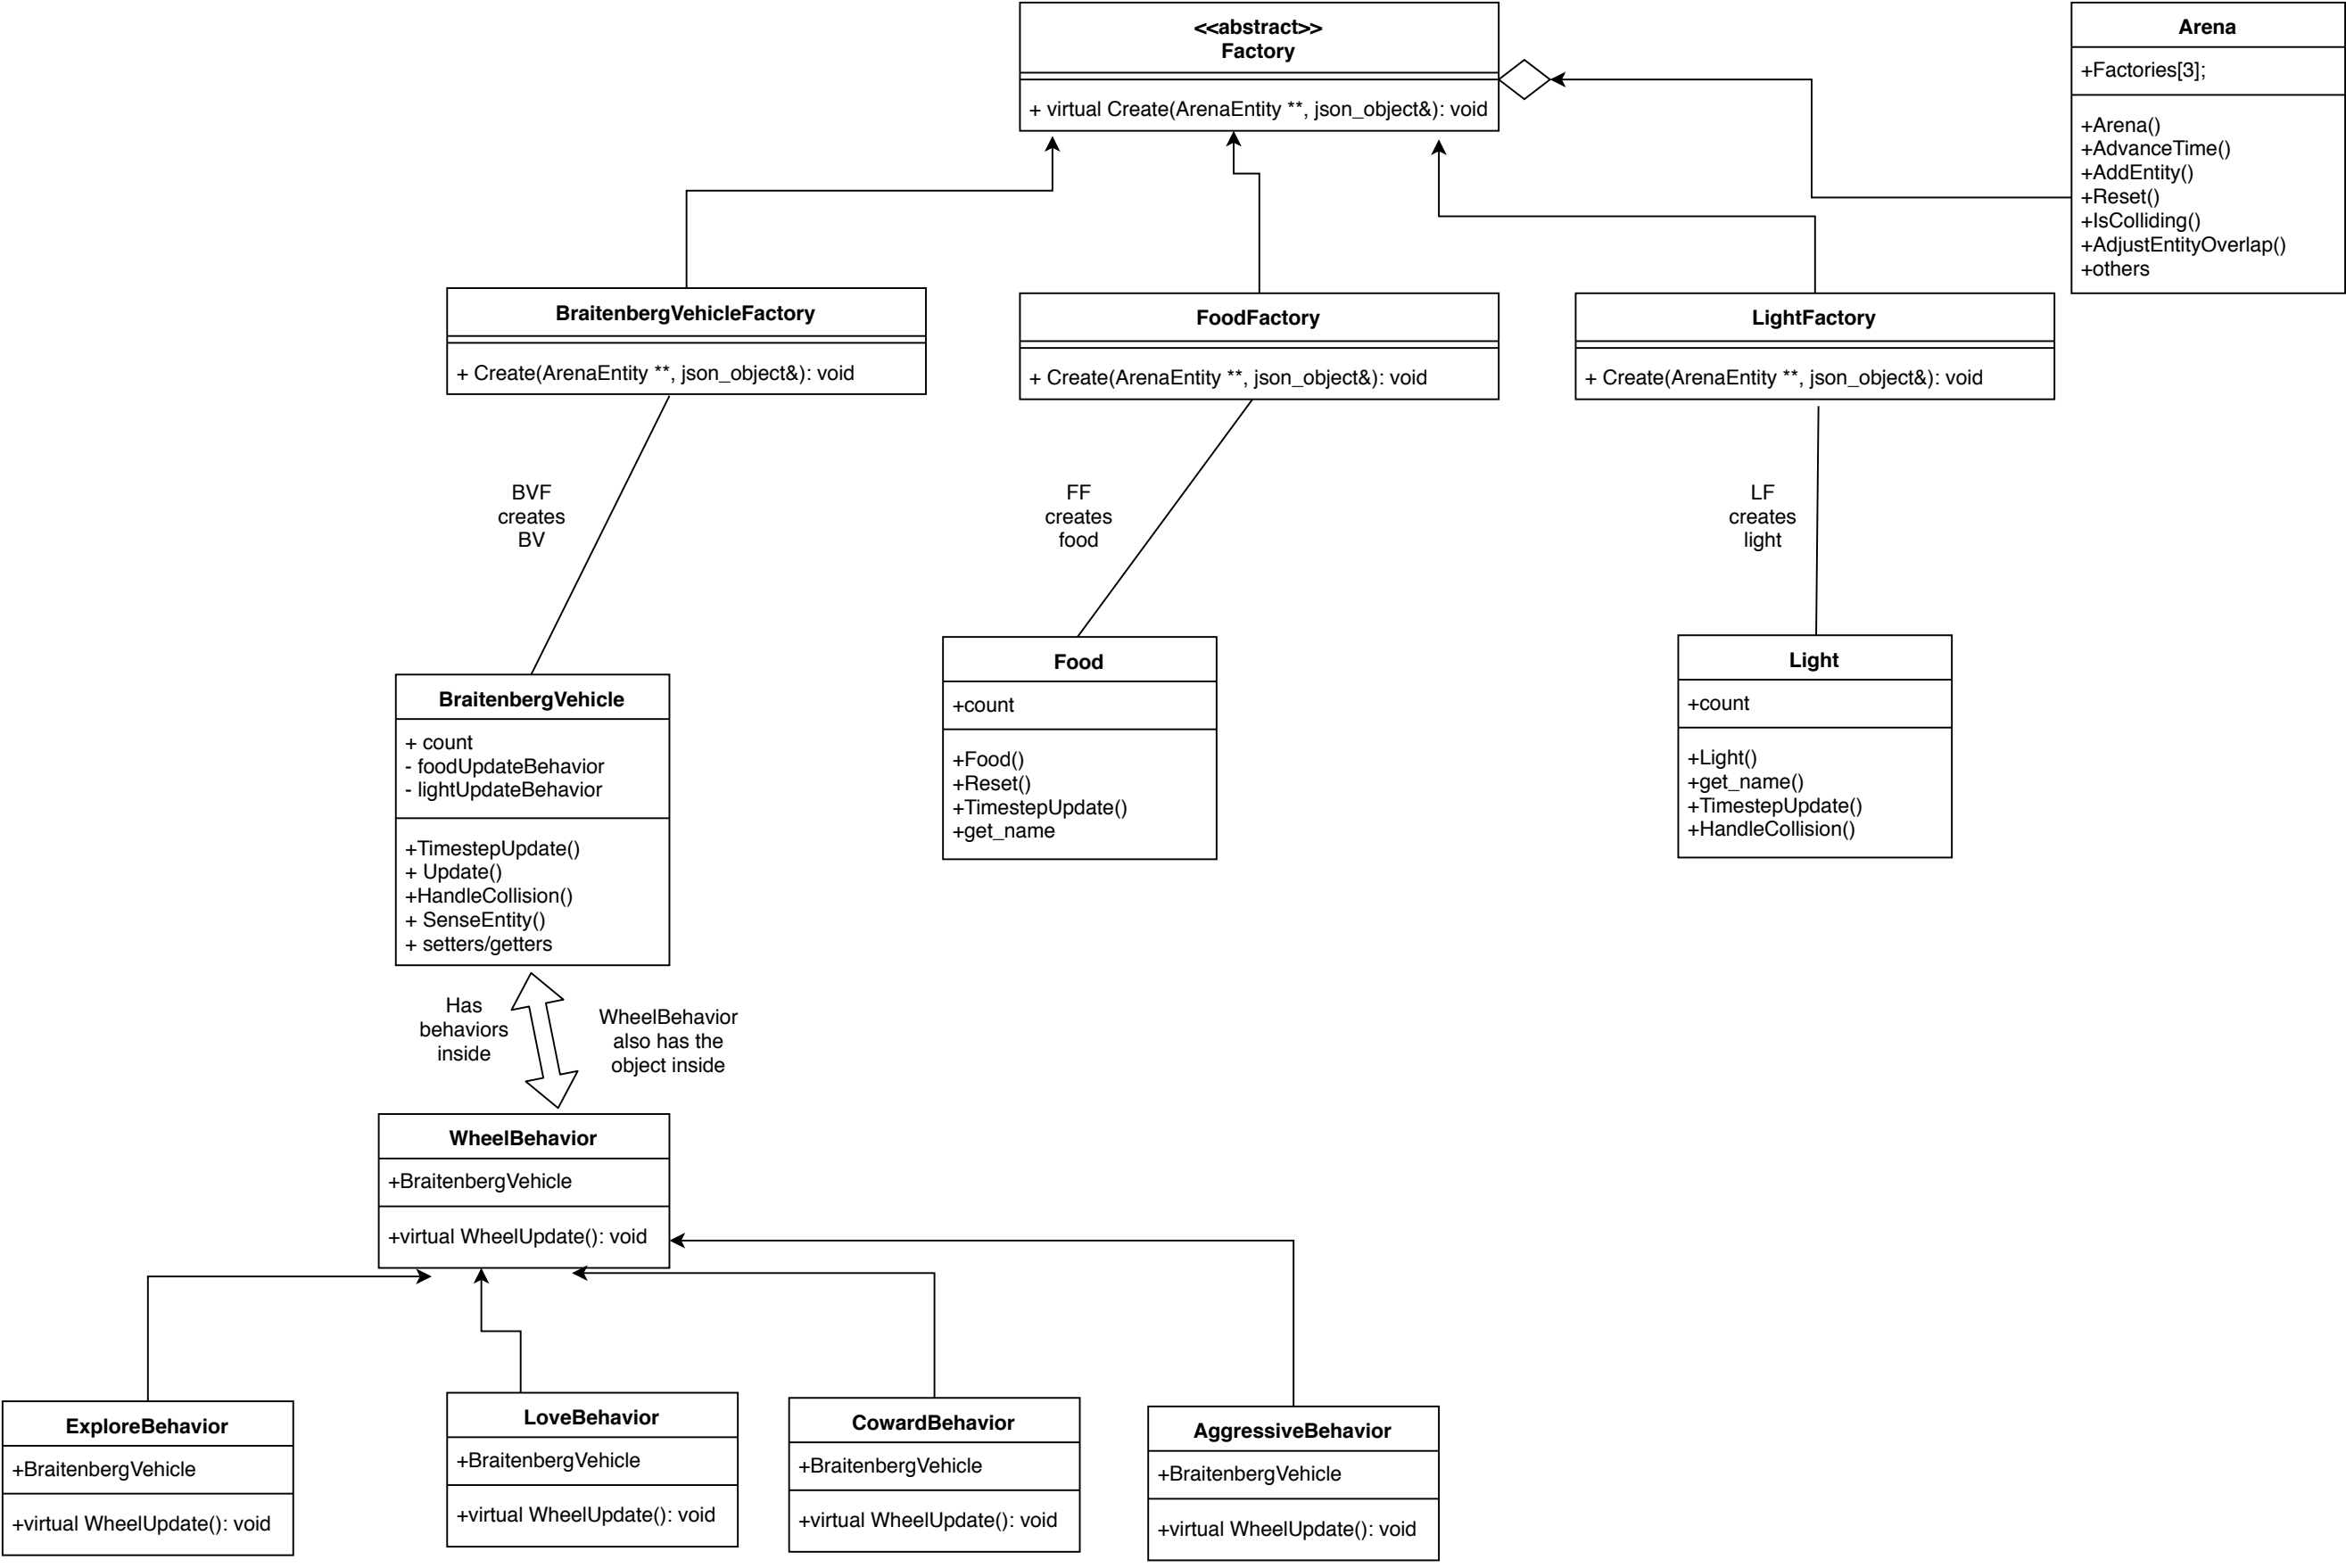 <<abstract>>
Factory
+ virtual Create(ArenaEntity **, json_object&): void
Arena
+Factories[3];
+Arena()
+AdvanceTime()
+AddEntity()
+Reset()
+IsColliding()
+AdjustEntityOverlap()
+others
BraitenbergVehicleFactory
+ Create(ArenaEntity **, json_object&): void
FoodFactory
+ Create(ArenaEntity **, json_object&): void
LightFactory
+ Create(ArenaEntity **, json_object&): void
BVF
creates
BV
FF
creates
food
LF
creates
light
BraitenbergVehicle
+ count
- foodUpdateBehavior
- lightUpdateBehavior
+TimestepUpdate()
+ Update()
+HandleCollision()
+ SenseEntity()
+ setters/getters
Food
+count
+Food()
+Reset()
+TimestepUpdate()
+get_name
Light
+count
+Light()
+get_name()
+TimestepUpdate()
+HandleCollision()
Has
behaviors
inside
WheelBehavior
also has the
object inside
WheelBehavior
+BraitenbergVehicle
+virtual WheelUpdate(): void
ExploreBehavior
+BraitenbergVehicle
+virtual WheelUpdate(): void
LoveBehavior
+BraitenbergVehicle
+virtual WheelUpdate(): void
CowardBehavior
+BraitenbergVehicle
+virtual WheelUpdate(): void
AggressiveBehavior
+BraitenbergVehicle
+virtual WheelUpdate(): void